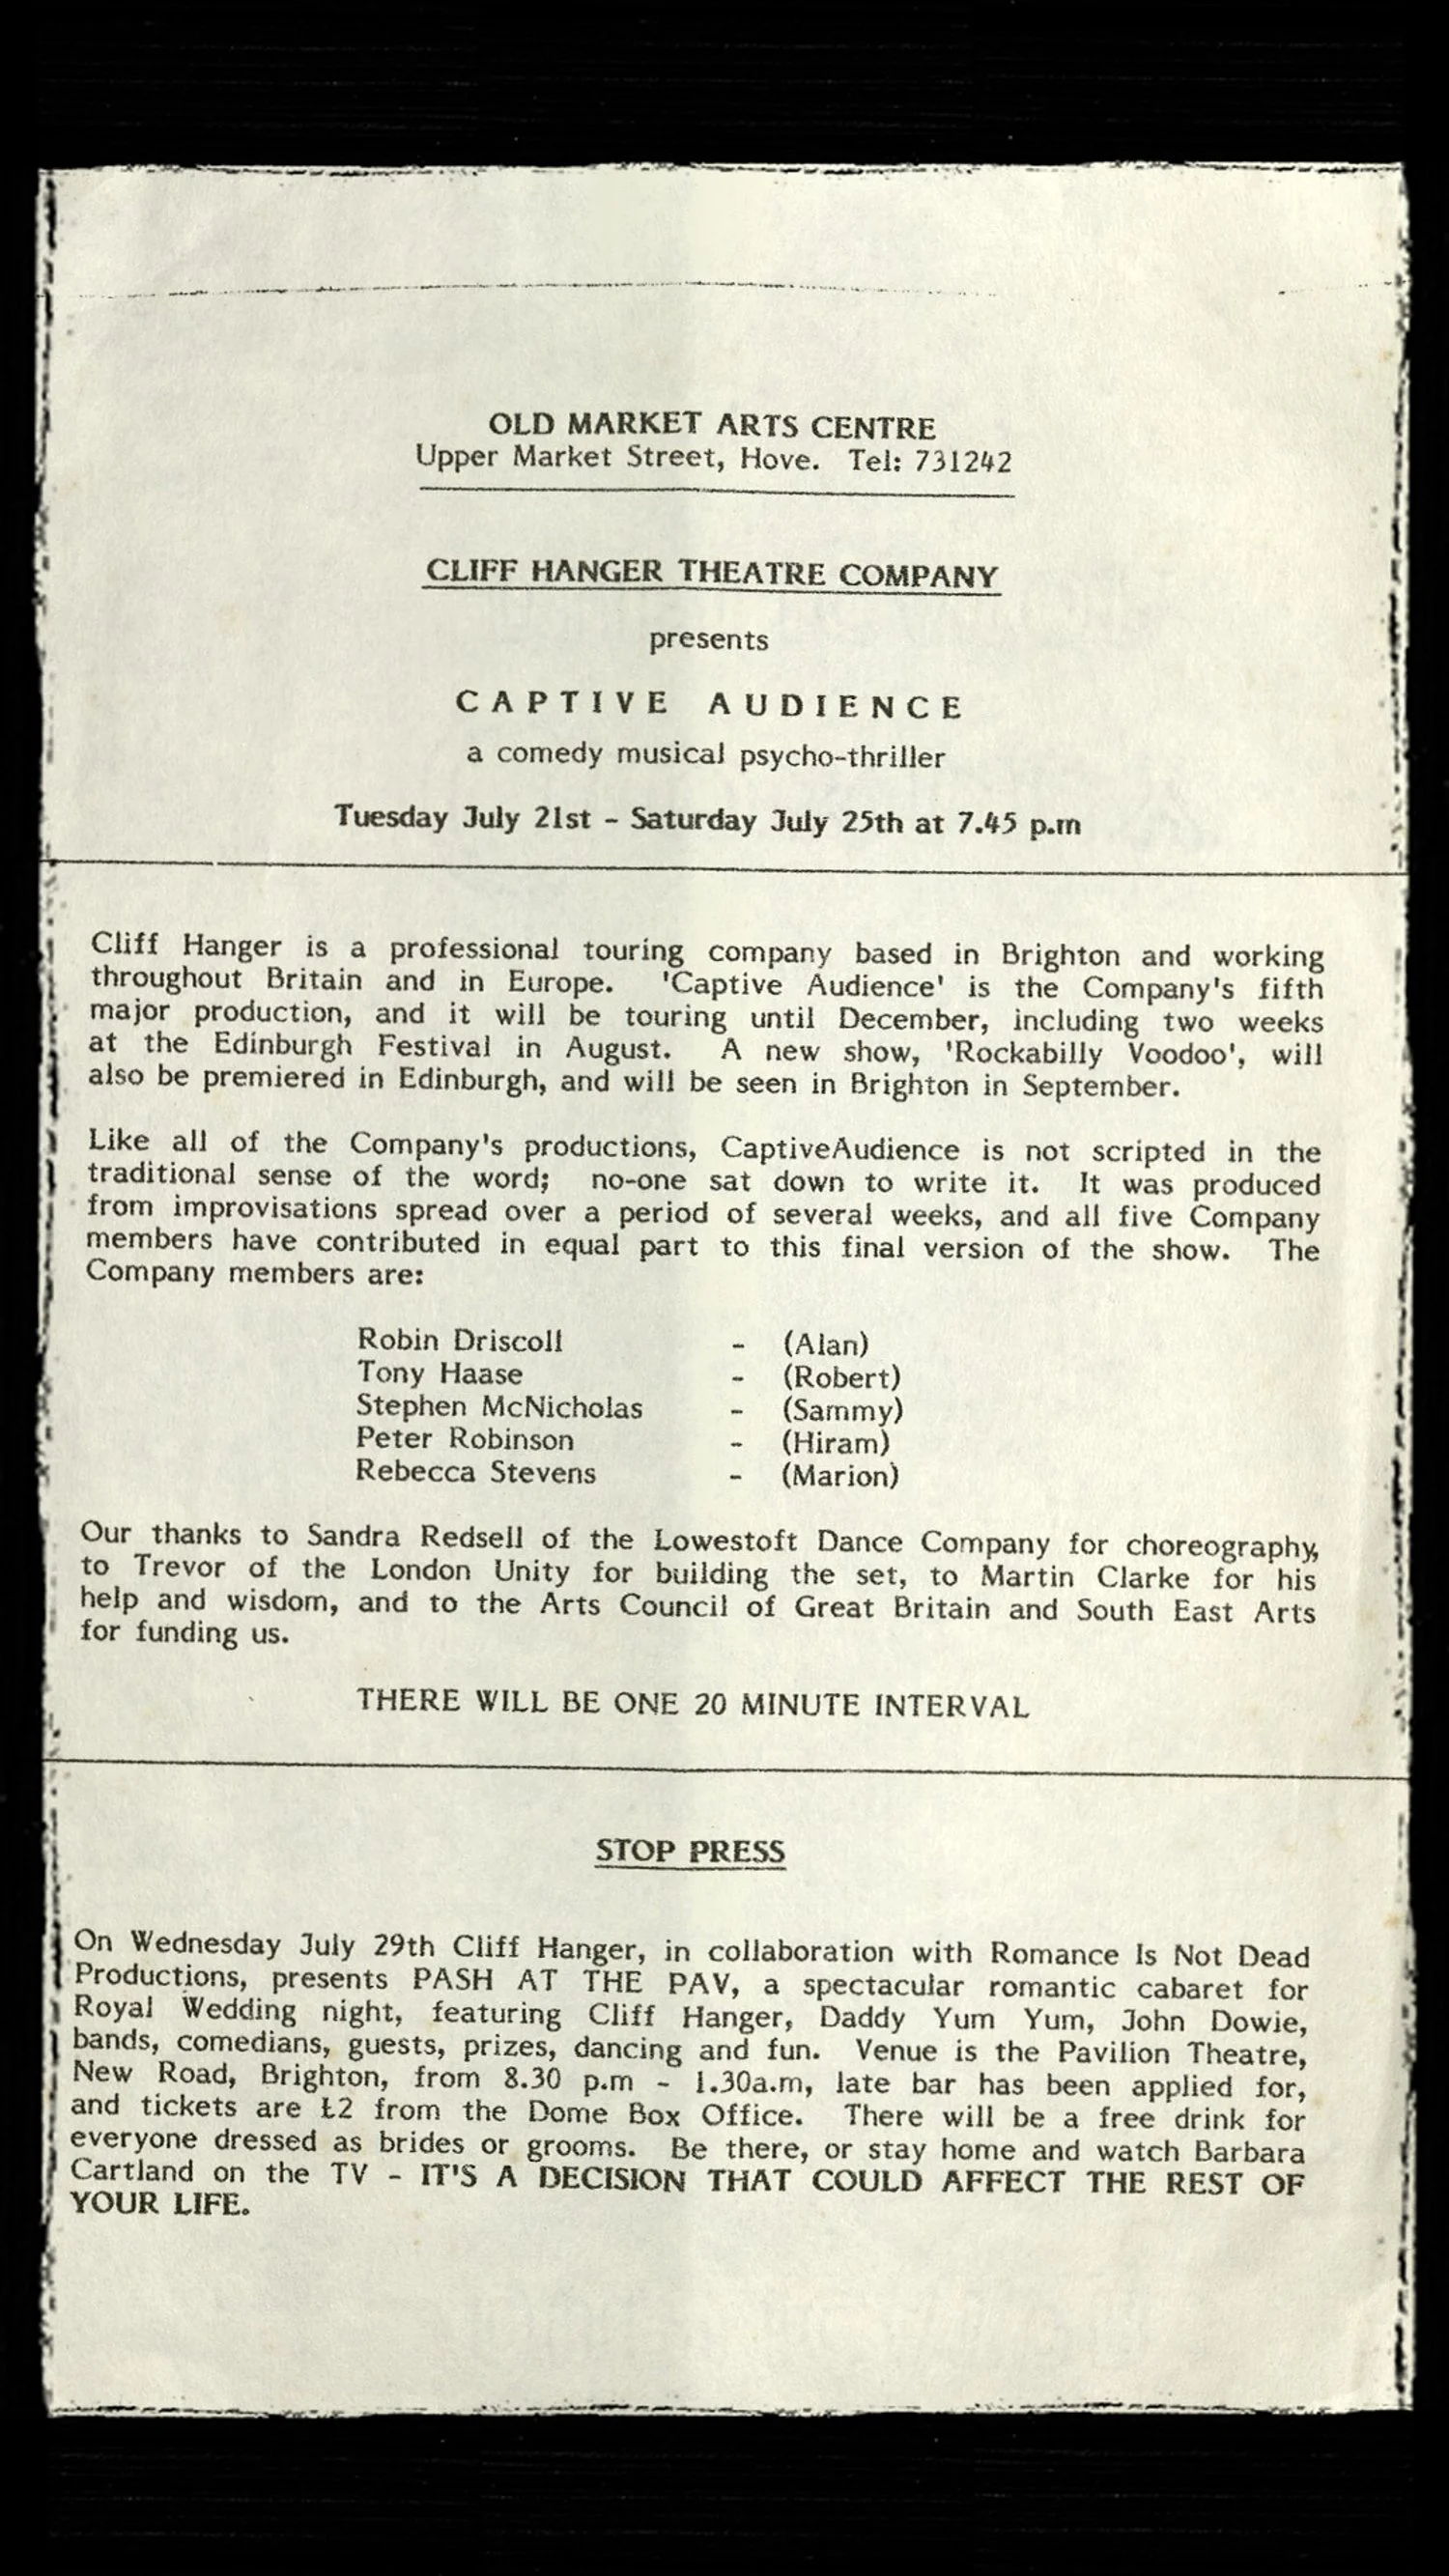 OLD MARKET ARTS CENTRE
Upper Market Street, Hove. Tel: 731242
CLIFF HANGER THEATRE COMPANY
presents
CAPTIVE AUDIENCE
a comedy musical psycho-thriller
Tuesday July 21st - Saturday July 25th at 7.45 p.m
Cliff Hanger is a professional touring company based in Brighton and working
throughout Britain and in Europe. 'Captive Audience' is the Company's fifth
major production, and it will be touring until December, including two weeks
at the Edinburgh Festival in August. A new show, 'Rockabilly Voodoo', will
also be premiered in Edinburgh, and will be seen in Brighton in September.
Like all of the Company's productions, CaptiveAudience is not scripted in the
traditional sense of the word; no-one sat down to write it. It was produced
from improvisations spread over a period of several weeks, and all five Company
members have contributed in equal part to this final version of the show. The
Company members are:
Robin Driscoll - (Alan)
Tony Haase - (Robert)
Stephen McNicholas - (Sammy)
Peter Robinson - (Hiram)
Rebecca Stevens - (Marion)
Our thanks to Sandra Redsell of the Lowestoft Dance Company for choreography,
to Trevor of the London Unity for building the set, to Martin Clarke for his
help and wisdom, and to the Arts Council of Great Britain and South East Arts
for funding us.
THERE WILL BE ONE 20 MINUTE INTERVAL
STOP PRESS
On Wednesday July 29th Cliff Hanger, in collaboration with Romance Is Not Dead
Productions, presents PASH AT THE PAV, a spectacular romantic cabaret for
Royal Wedding night, featuring Cliff Hanger, Daddy Yum Yum, John Dowie,
bands, comedians, guests, prizes, dancing and fun. Venue is the Pavilion Theatre,
New Road, Brighton, from 8.30 p.m - 1.30a.m, late bar has been applied for,
and tickets are £2 from the Dome Box Office. There will be a free drink for
everyone dressed as brides or grooms. Be there, or stay home and watch Barbara
Cartland on the TV - IT'S A DECISION THAT COULD AFFECT THE REST OF
YOUR LIFE.